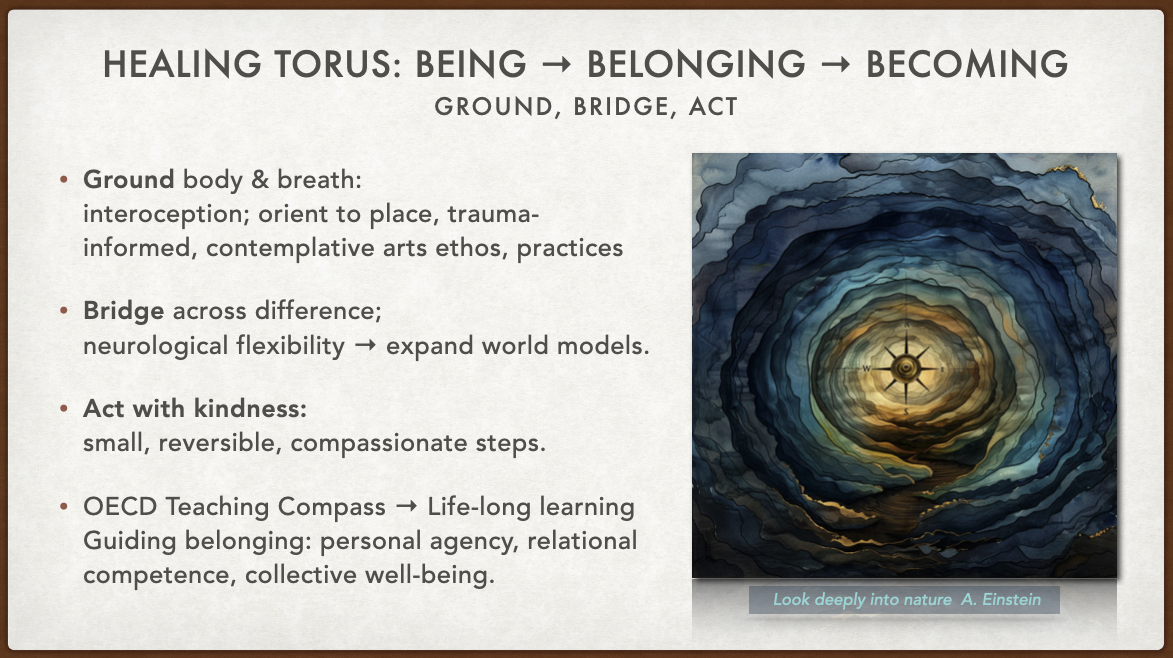 HEALING TORUS: BEING → BELONGING → BECOMING
GROUND, BRIDGE, ACT
• Ground body & breath:
interoception; orient to place, trauma-
informed, contemplative arts ethos, practices
• Bridge across difference;
neurological flexibility → expand world models.
• Act with kindness:
small, reversible, compassionate steps.
• OECD Teaching Compass → Life-long learning
Guiding belonging: personal agency, relational
competence, collective well-being.
W
S
Look deeply into nature A. Einstein